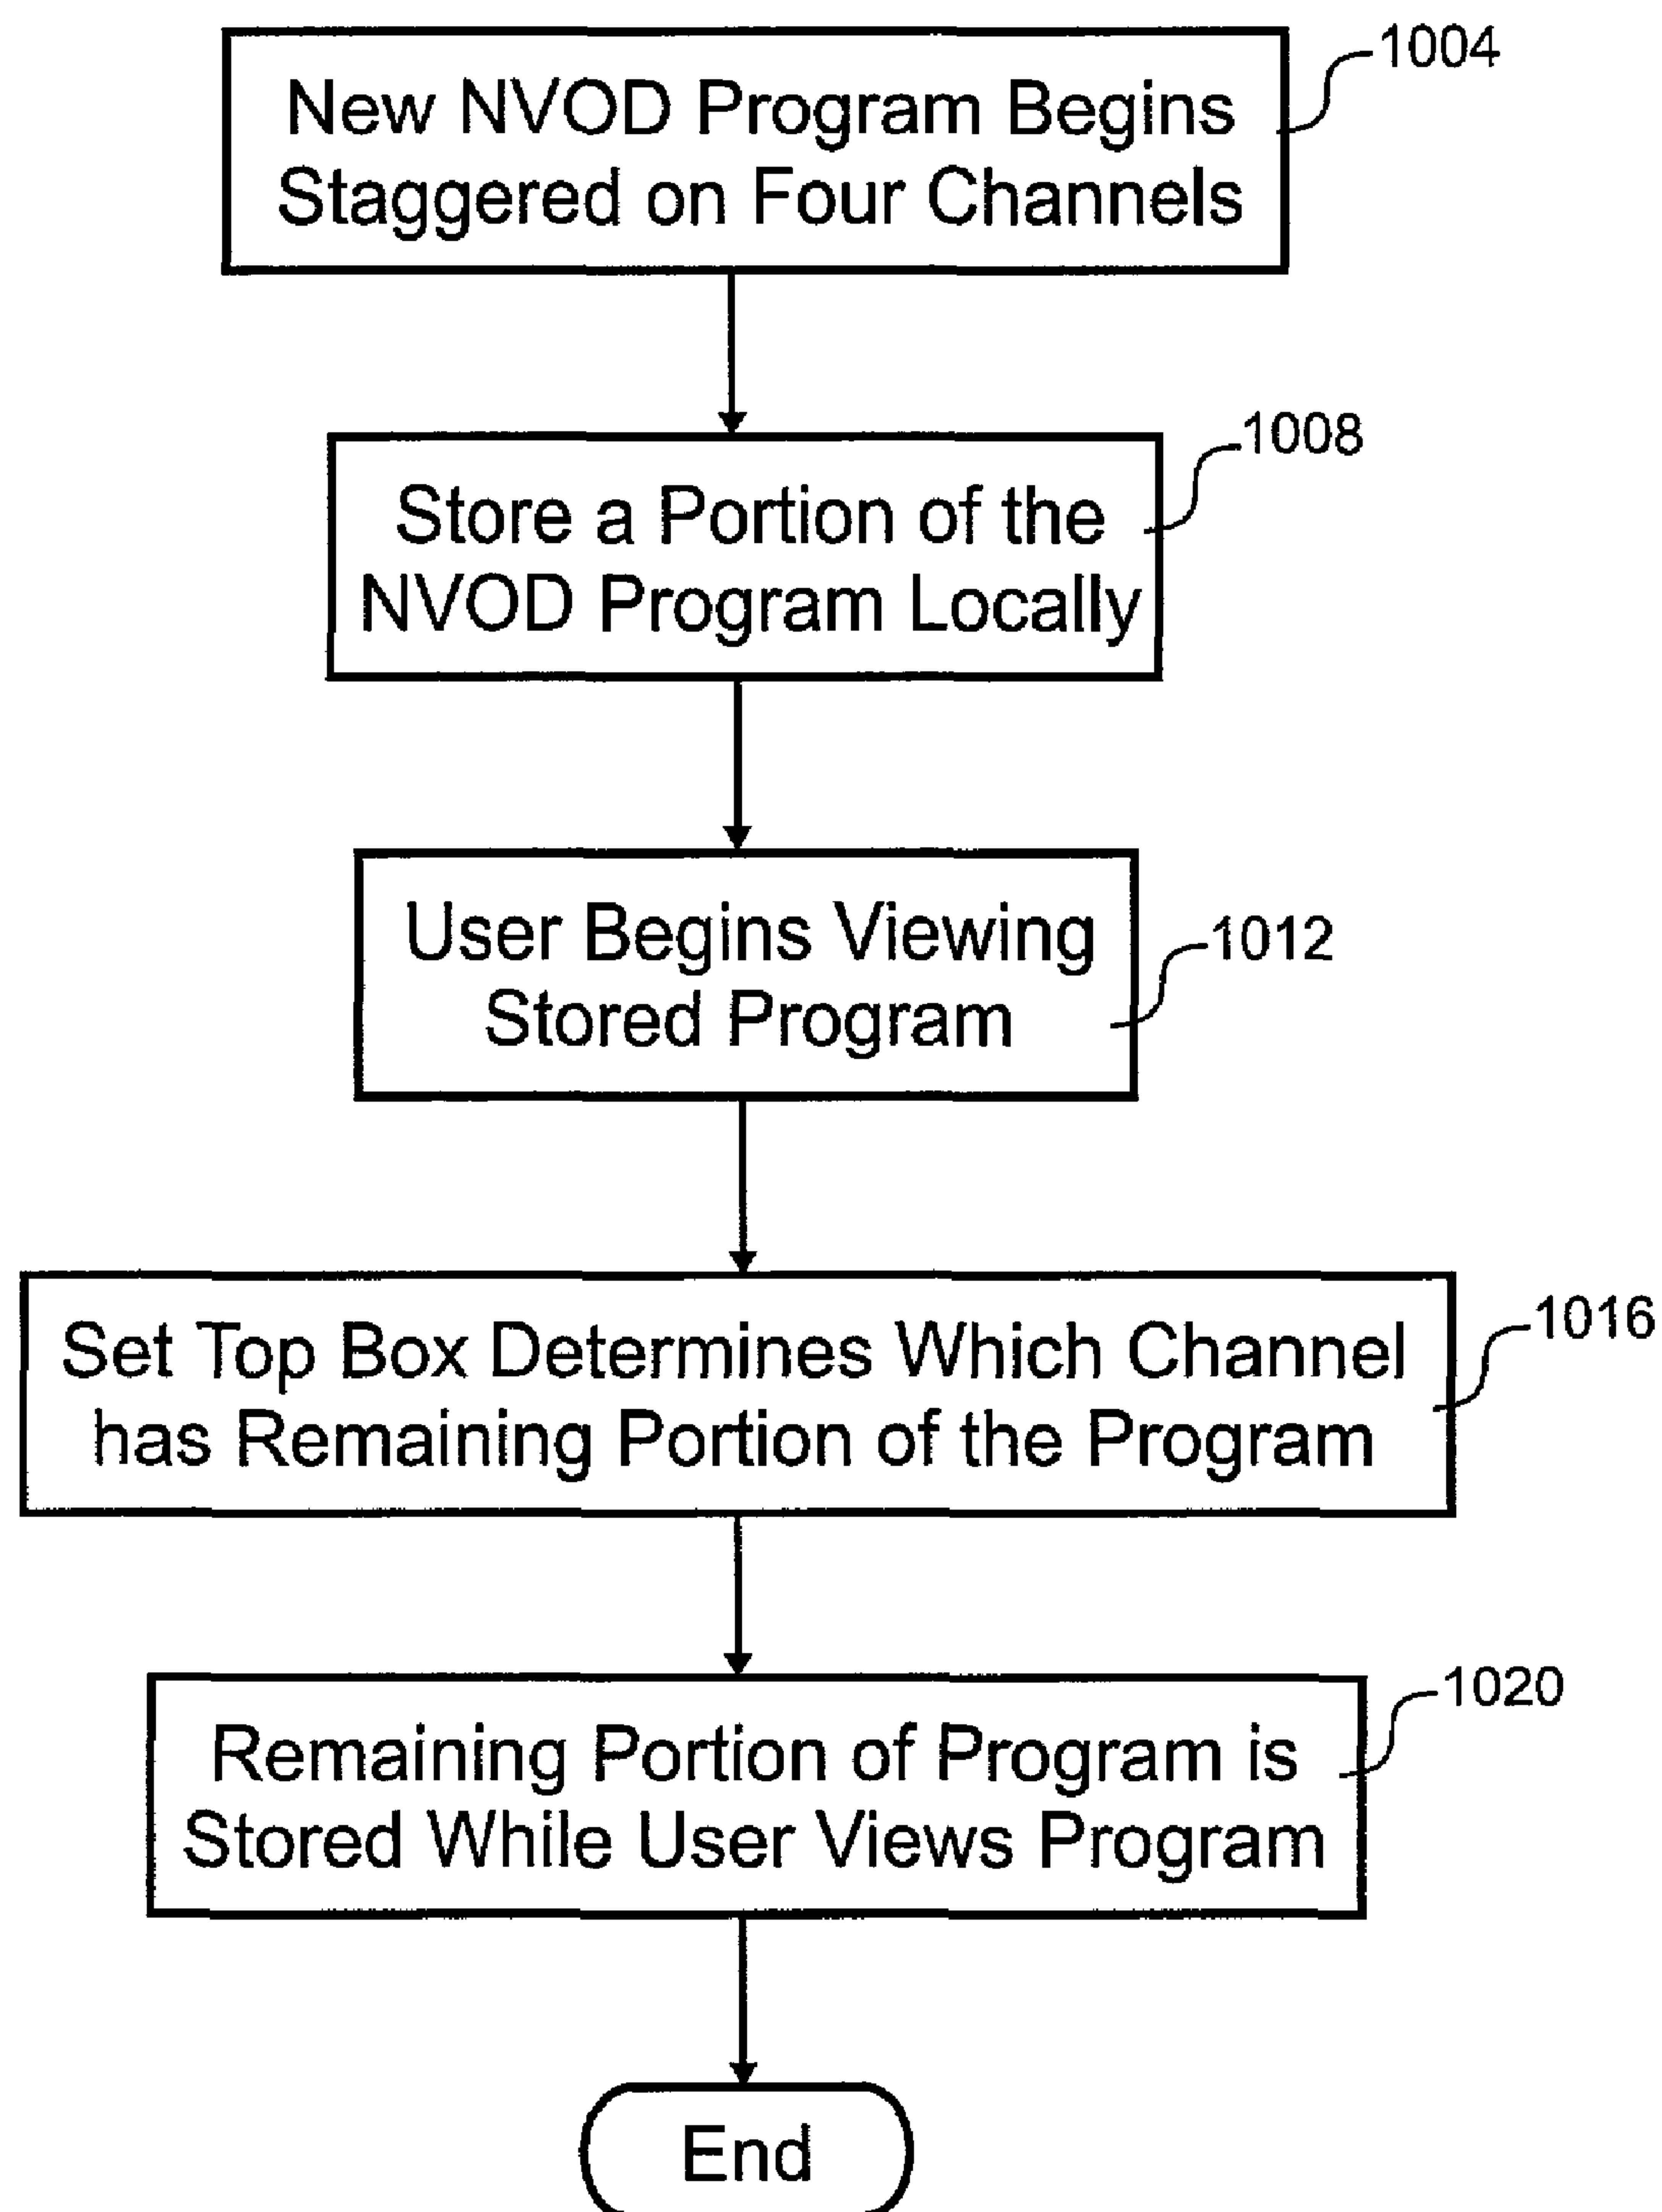 1004
New NVOD Program Begins
Staggered on Four Channels
1008
Store a Portion of the
NVOD Program Locally
1012
User Begins Viewing
Stored Program
1016
Set Top Box Determines Which Channel
has Remaining Portion of the Program
1020
Remaining Portion of Program is
Stored While User Views Program
End